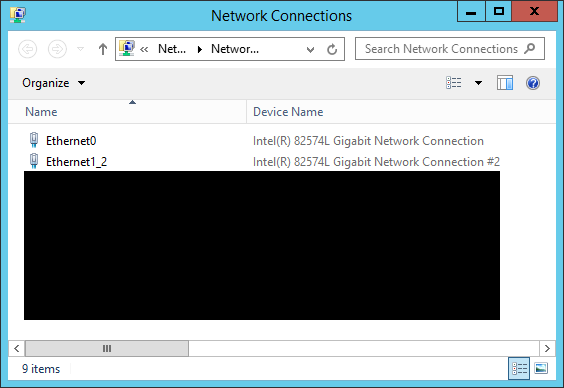 Network Connections
« Net... Networ...
Search Network Connections
Organize
Name Device Name
Ethernet0 Intel(R) 82574L Gigabit Network Connection
Ethernet1_2 Intel(R) 82574L Gigabit Network Connection #2
9 items